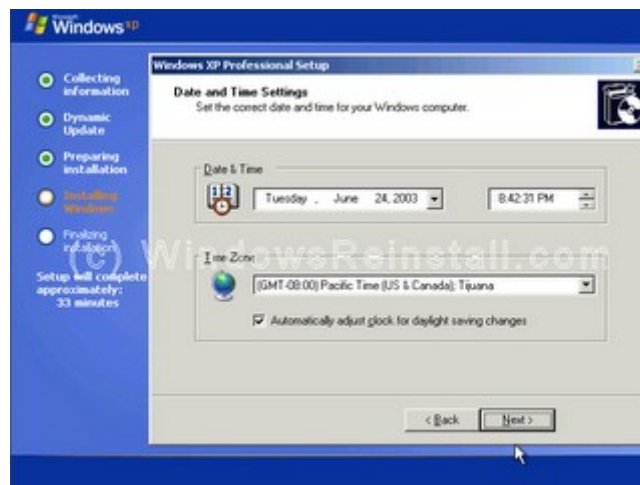 Microsoft
Windows xp
Collecting information
Dynamic Update
Preparing installation
Installing Windows
Finalizing installation
Setup will complete approximately:
33 minutes
Windows XP Professional Setup
Date and Time Settings
Set the correct date and time for your Windows computer.
Date & Time
Tuesday , June 24, 2003
8:42:31 PM
Time Zone
(GMT-08:00) Pacific Time (US & Canada); Tijuana
Automatically adjust clock for daylight saving changes
< Back
Next >
(c) WindowsReinstall.com